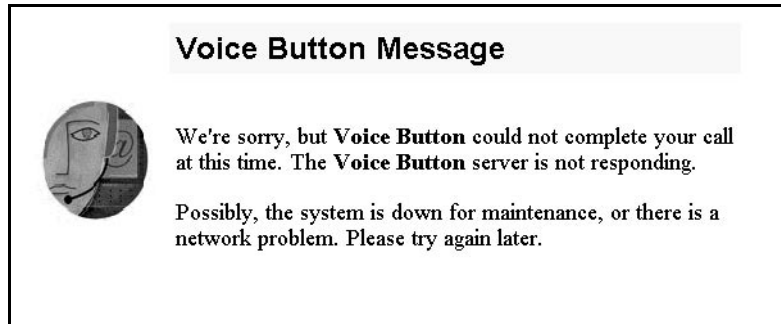 Voice Button Message
@
We're sorry, but Voice Button could not complete your call
at this time. The Voice Button server is not responding.
Possibly, the system is down for maintenance, or there is a
network problem. Please try again later.